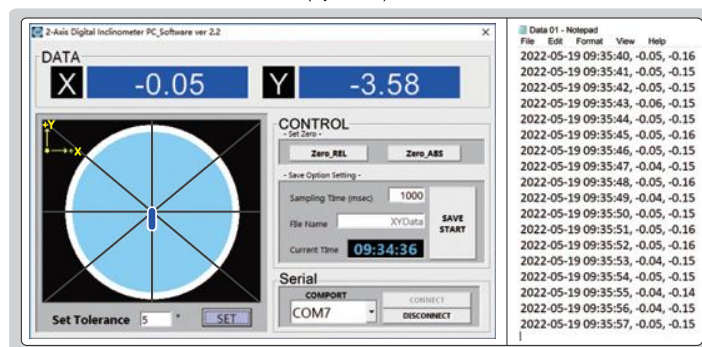 2-Axis Digital Inclinometer PC_Software ver 2.2
DATA
X -0.05 Y -3.58
+Y
+X
Set Tolerance 5 ° SET
CONTROL
- Set Zero -
Zero_REL Zero_ABS
- Save Option Setting -
Sampling Time (msec) 1000
File Name XYData
SAVE
START
Current Time 09:34:36
Serial
COMPORT
COM7
CONNECT
DISCONNECT
Data 01 - Notepad
File Edit Format View Help
2022-05-19 09:35:40, -0.05, -0.16
2022-05-19 09:35:41, -0.05, -0.15
2022-05-19 09:35:42, -0.05, -0.15
2022-05-19 09:35:43, -0.06, -0.15
2022-05-19 09:35:44, -0.05, -0.15
2022-05-19 09:35:45, -0.05, -0.16
2022-05-19 09:35:46, -0.05, -0.15
2022-05-19 09:35:47, -0.04, -0.15
2022-05-19 09:35:48, -0.05, -0.16
2022-05-19 09:35:49, -0.04, -0.15
2022-05-19 09:35:50, -0.05, -0.15
2022-05-19 09:35:51, -0.05, -0.16
2022-05-19 09:35:52, -0.05, -0.16
2022-05-19 09:35:53, -0.04, -0.15
2022-05-19 09:35:54, -0.05, -0.15
2022-05-19 09:35:55, -0.04, -0.14
2022-05-19 09:35:56, -0.04, -0.15
2022-05-19 09:35:57, -0.05, -0.15